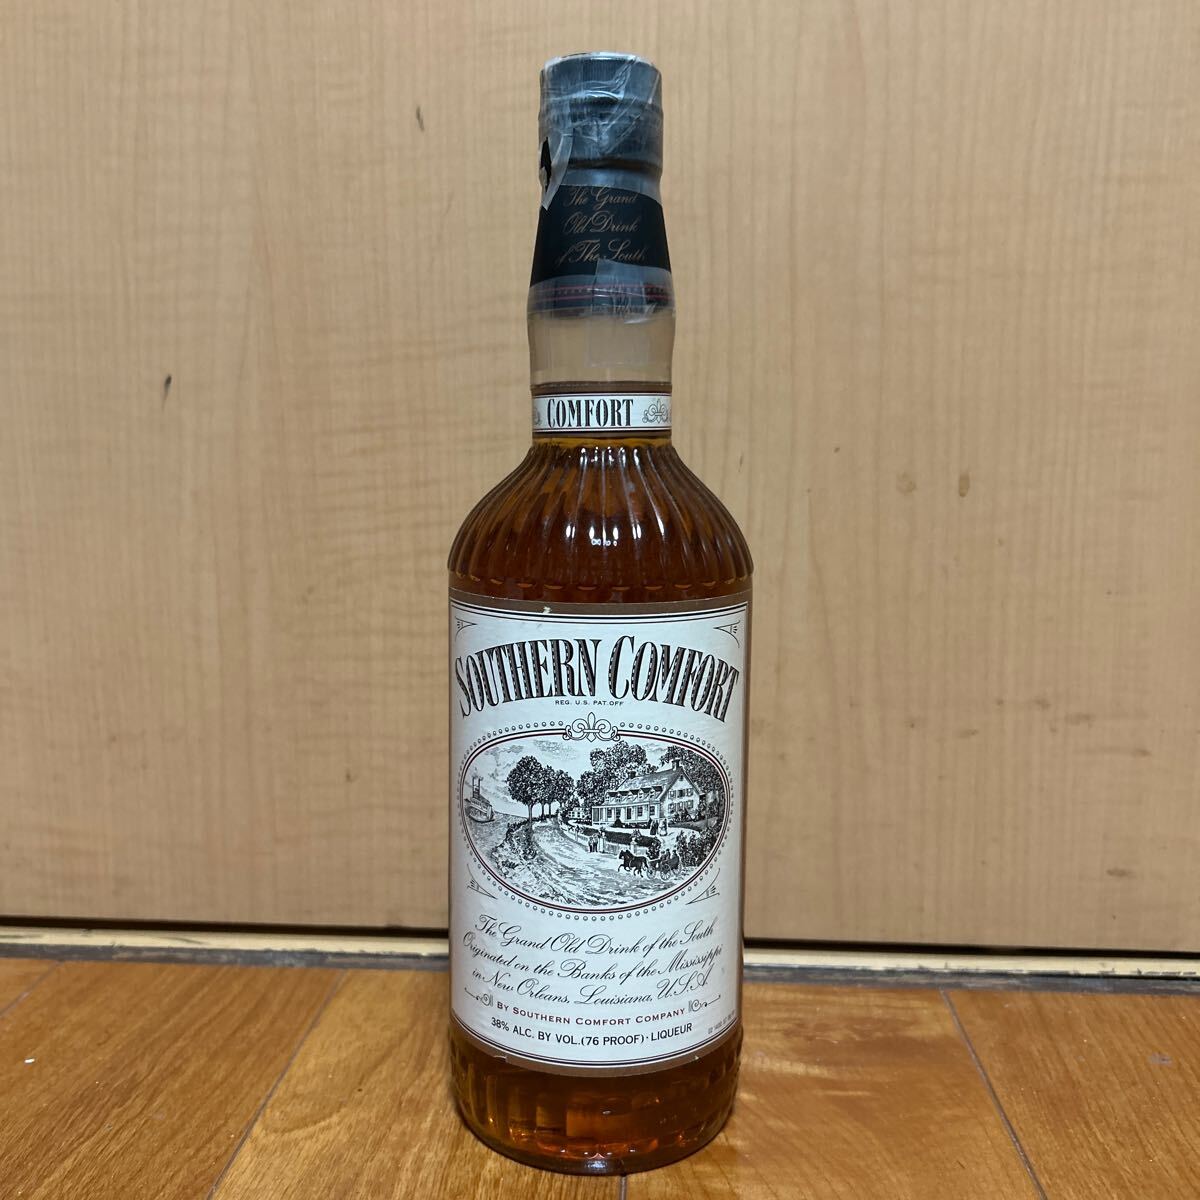 The Grand
Old Drink
of The South
COMFORT
SOUTHERN COMFORT
REG. U.S. PAT. OFF
The Grand Old Drink of the South
Originated on the Banks of the Mississippi
in New Orleans, Louisiana, U.S.A.
BY SOUTHERN COMFORT COMPANY
38% ALC. BY VOL.(76 PROOF)·LIQUEUR